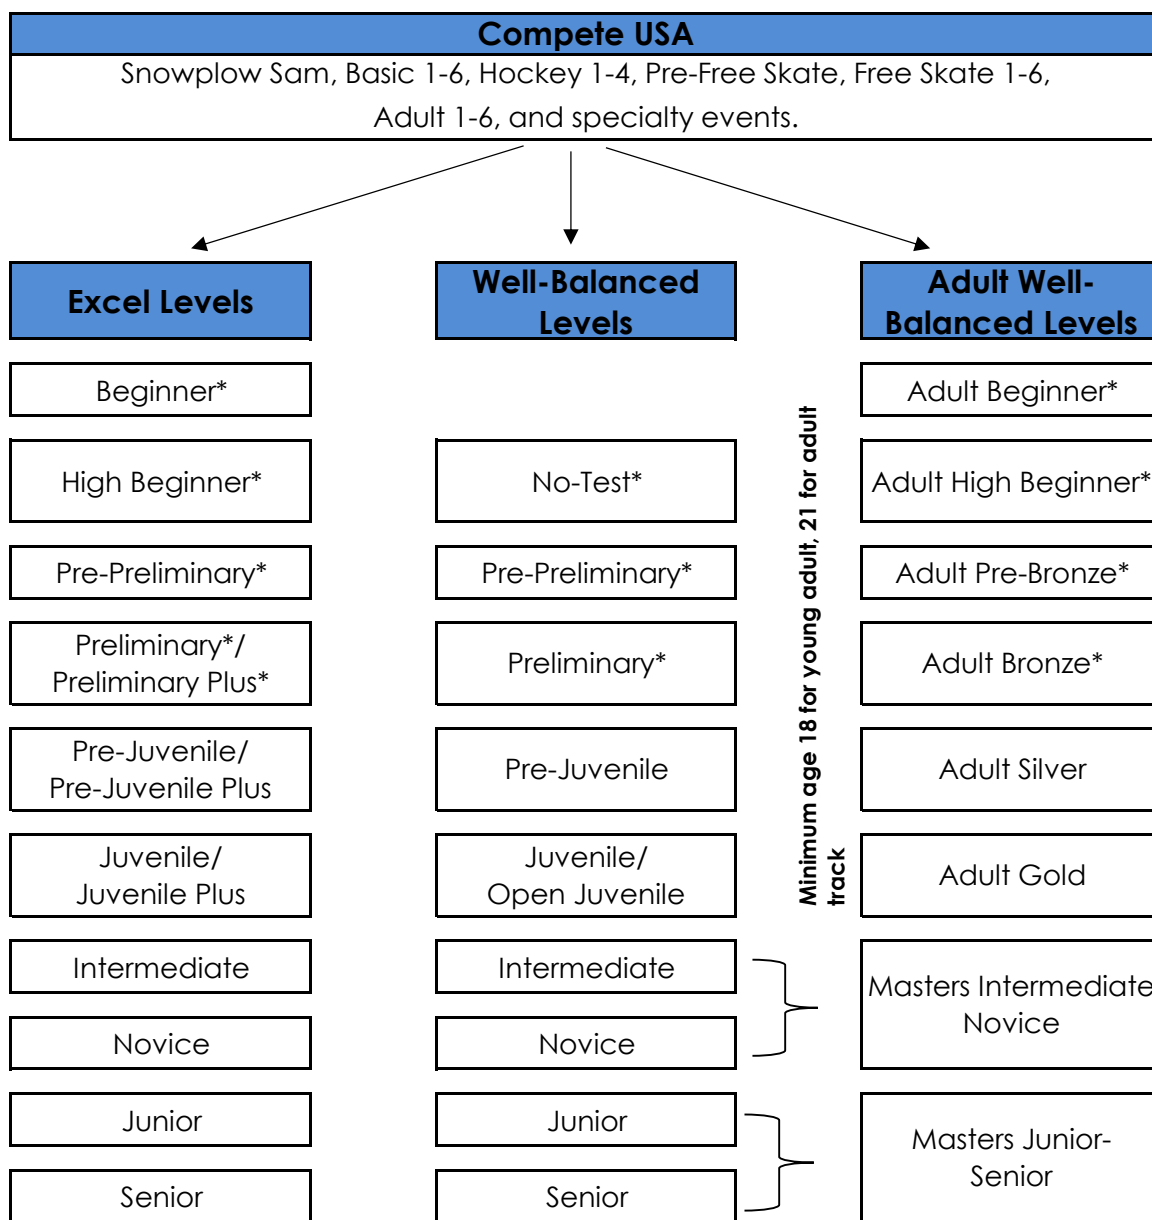 Compete USA
Snowplow Sam, Basic 1-6, Hockey 1-4, Pre-Free Skate, Free Skate 1-6,
Adult 1-6, and specialty events.
Excel Levels
Beginner*
High Beginner*
Pre-Preliminary*
Preliminary*/
Preliminary Plus*
Pre-Juvenile/
Pre-Juvenile Plus
Juvenile/
Juvenile Plus
Intermediate
Novice
Junior
Senior
Well-Balanced
Levels
No-Test*
Pre-Preliminary*
Preliminary*
Pre-Juvenile
Juvenile/
Open Juvenile
Intermediate
Novice
Junior
Senior
Minimum age 18 for young adult, 21 for adult
track
Adult Well-
Balanced Levels
Adult Beginner*
Adult High Beginner*
Adult Pre-Bronze*
Adult Bronze*
Adult Silver
Adult Gold
Masters Intermediate
Novice
Masters Junior-
Senior